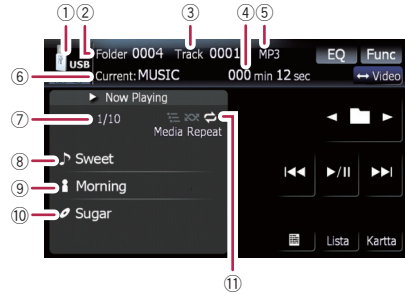 ① ② ③ ④ ⑤
USB Folder 0004 Track 0001 MP3 EQ Func
⑥ Current:MUSIC 000 min 12 sec ↔ Video
► Now Playing
⑦ 1/10
Media Repeat
⑧ Sweet
⑨ Morning
⑩ Sugar
Lista Kartta
⑪